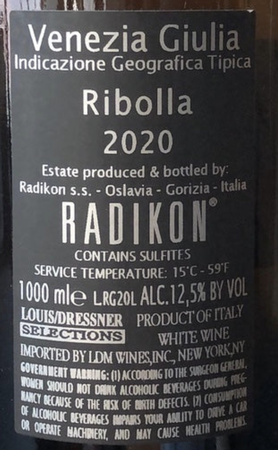 Venezia Giulia
Indicazione Geografica Tipica
Ribolla
2020
Estate produced & bottled by:
Radikon s.s. - Oslavia - Gorizia - Italia
RADIKON®
CONTAINS SULFITES
SERVICE TEMPERATURE: 15°C - 59°F
1000 ml e L.RG20L ALC.12,5% BY VOL
LOUIS/DRESSNER PRODUCT OF ITALY
SELECTIONS WHITE WINE
IMPORTED BY LDM WINES,INC., NEW YORK,NY
GOVERNMENT WARNING: (1) ACCORDING TO THE SURGEON GENERAL,
WOMEN SHOULD NOT DRINK ALCOHOLIC BEVERAGES DURING PREG-
NANCY BECAUSE OF THE RISK OF BIRTH DEFECTS. (2) CONSUMPTION
OF ALCOHOLIC BEVERAGES IMPAIRS YOUR ABILITY TO DRIVE A CAR
OR OPERATE MACHINERY, AND MAY CAUSE HEALTH PROBLEMS.